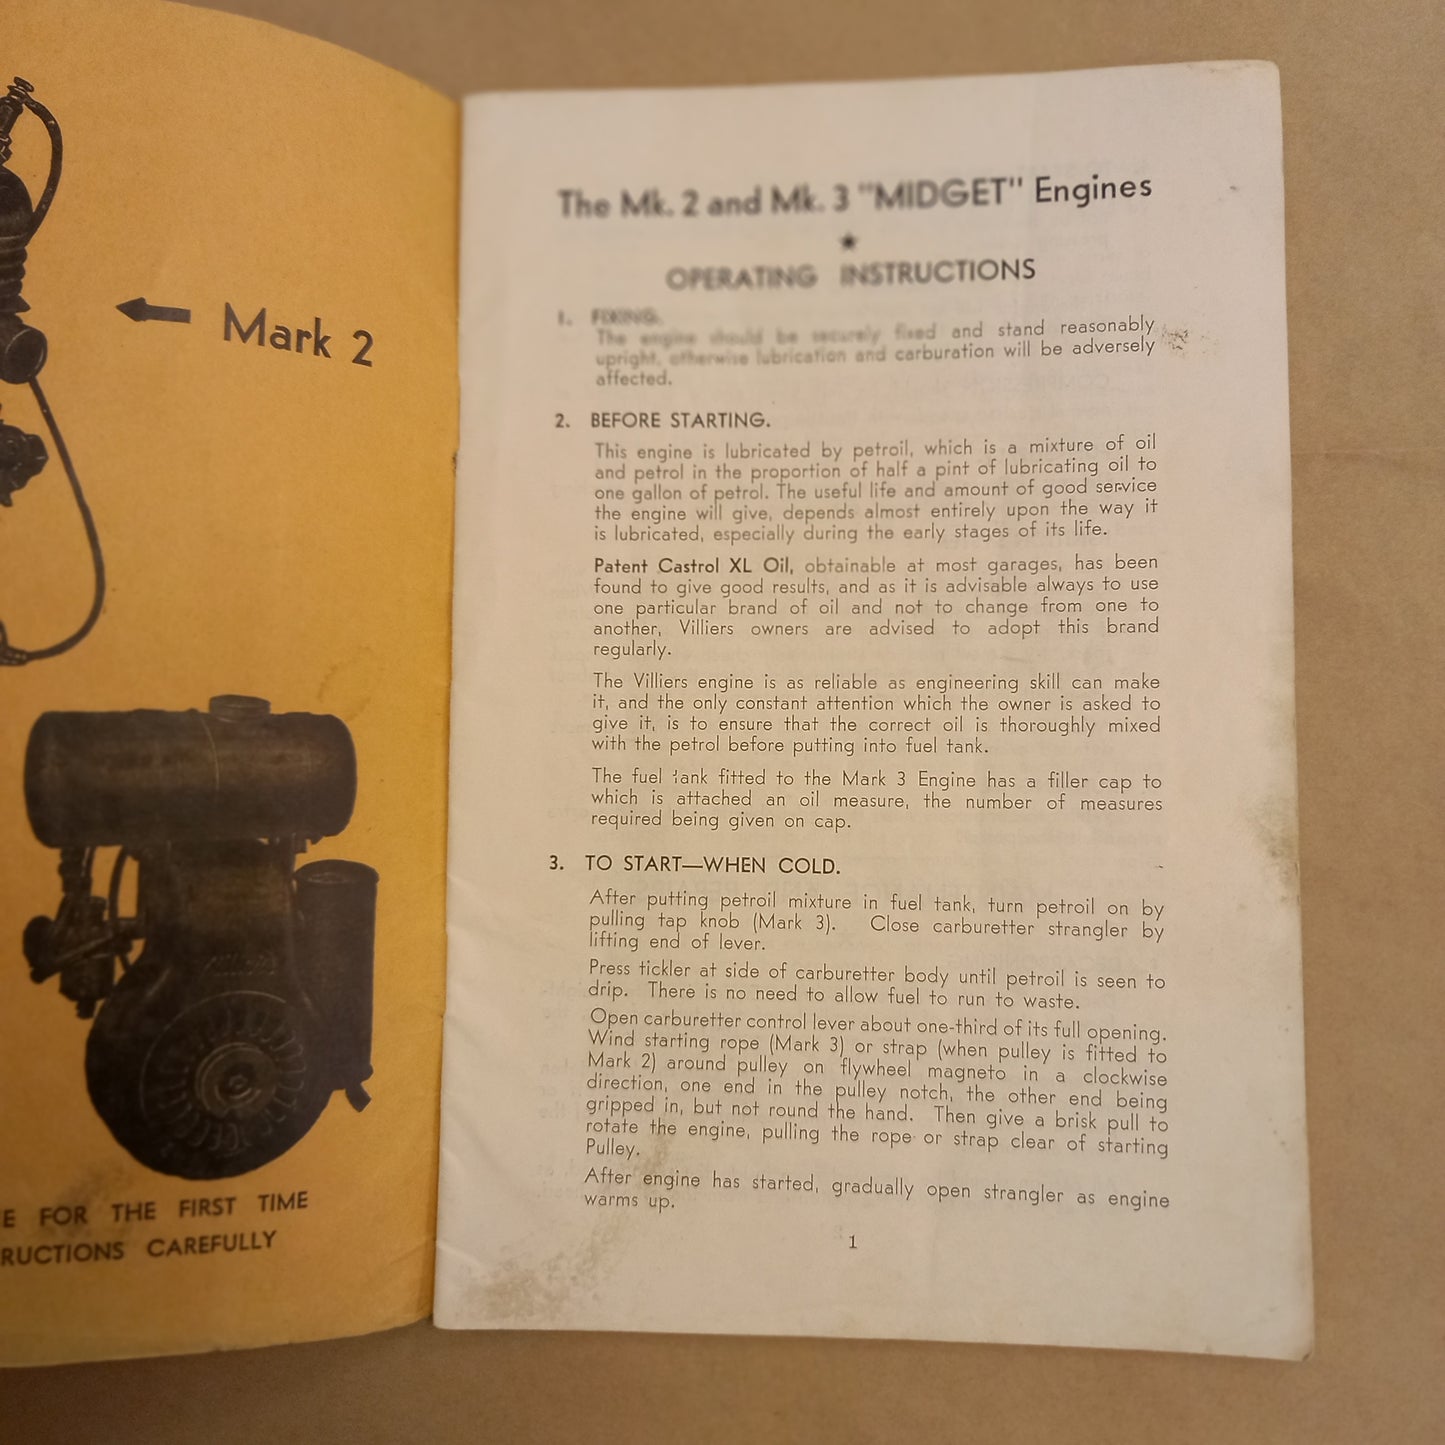 Mark 2
E FOR THE FIRST TIME
RUCTIONS CAREFULLY
The Mk. 2 and Mk. 3 "MIDGET" Engines
★
OPERATING INSTRUCTIONS
1. FIXING.
The engine should be securely fixed and stand reasonably
upright, otherwise lubrication and carburation will be adversely
affected.
2. BEFORE STARTING.
This engine is lubricated by petroil, which is a mixture of oil
and petrol in the proportion of half a pint of lubricating oil to
one gallon of petrol. The useful life and amount of good service
the engine will give, depends almost entirely upon the way it
is lubricated, especially during the early stages of its life.
Patent Castrol XL Oil, obtainable at most garages, has been
found to give good results, and as it is advisable always to use
one particular brand of oil and not to change from one to
another, Villiers owners are advised to adopt this brand
regularly.
The Villiers engine is as reliable as engineering skill can make
it, and the only constant attention which the owner is asked to
give it, is to ensure that the correct oil is thoroughly mixed
with the petrol before putting into fuel tank.
The fuel tank fitted to the Mark 3 Engine has a filler cap to
which is attached an oil measure, the number of measures
required being given on cap.
3. TO START—WHEN COLD.
After putting petroil mixture in fuel tank, turn petroil on by
pulling tap knob (Mark 3). Close carburetter strangler by
lifting end of lever.
Press tickler at side of carburetter body until petroil is seen to
drip. There is no need to allow fuel to run to waste.
Open carburetter control lever about one-third of its full opening.
Wind starting rope (Mark 3) or strap (when pulley is fitted to
Mark 2) around pulley on flywheel magneto in a clockwise
direction, one end in the pulley notch, the other end being
gripped in, but not round the hand. Then give a brisk pull to
rotate the engine, pulling the rope or strap clear of starting
Pulley.
After engine has started, gradually open strangler as engine
warms up.
1